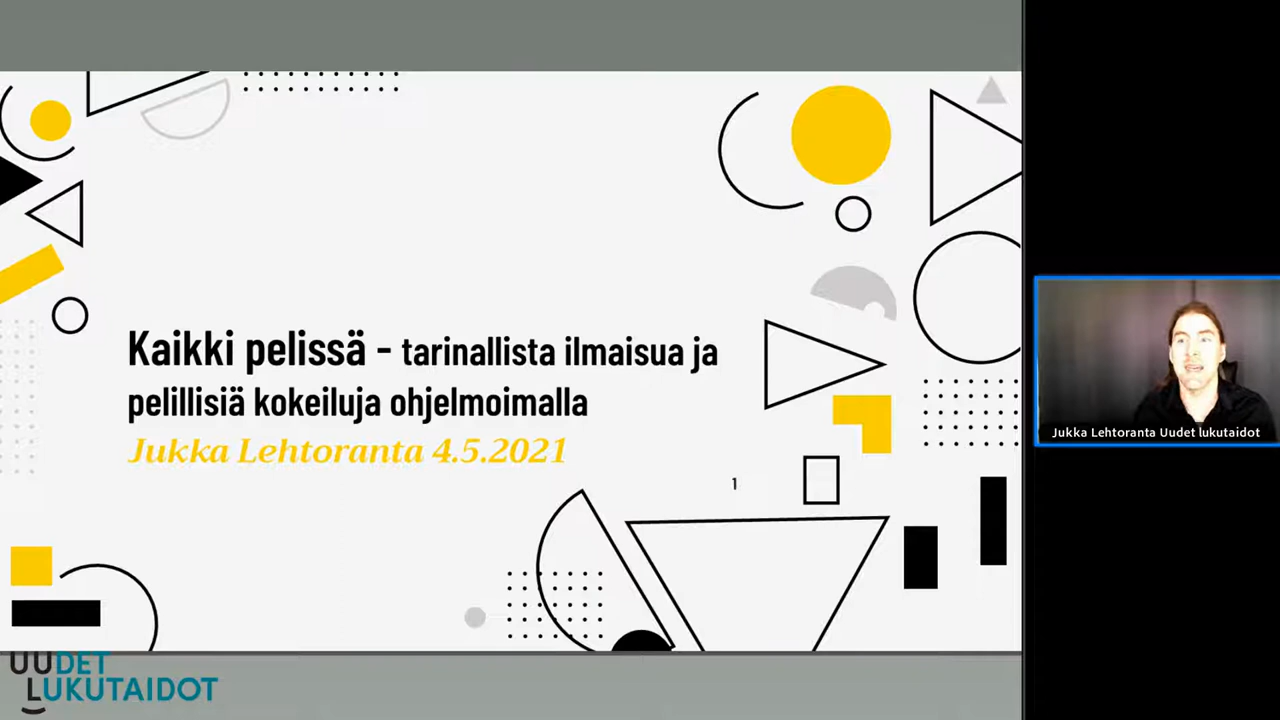 Kaikki pelissä – tarinallista ilmaisua ja
pelillisiä kokeiluja ohjelmoimalla
Jukka Lehtoranta 4.5.2021
1
Jukka Lehtoranta Uudet lukutaidot
UUDET
LUKUTAIDOT